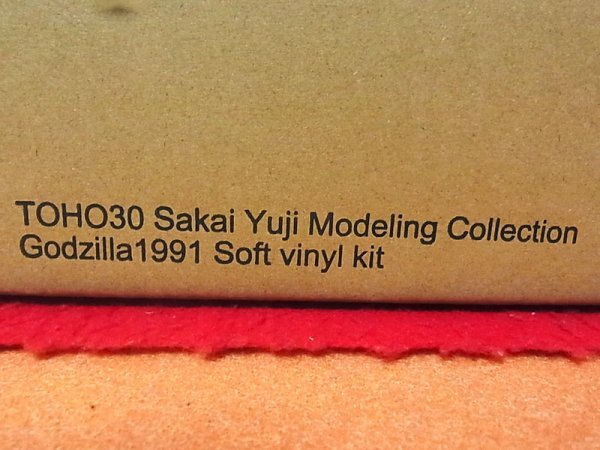 TOHO30 Sakai Yuji Modeling Collection
Godzilla1991 Soft vinyl kit